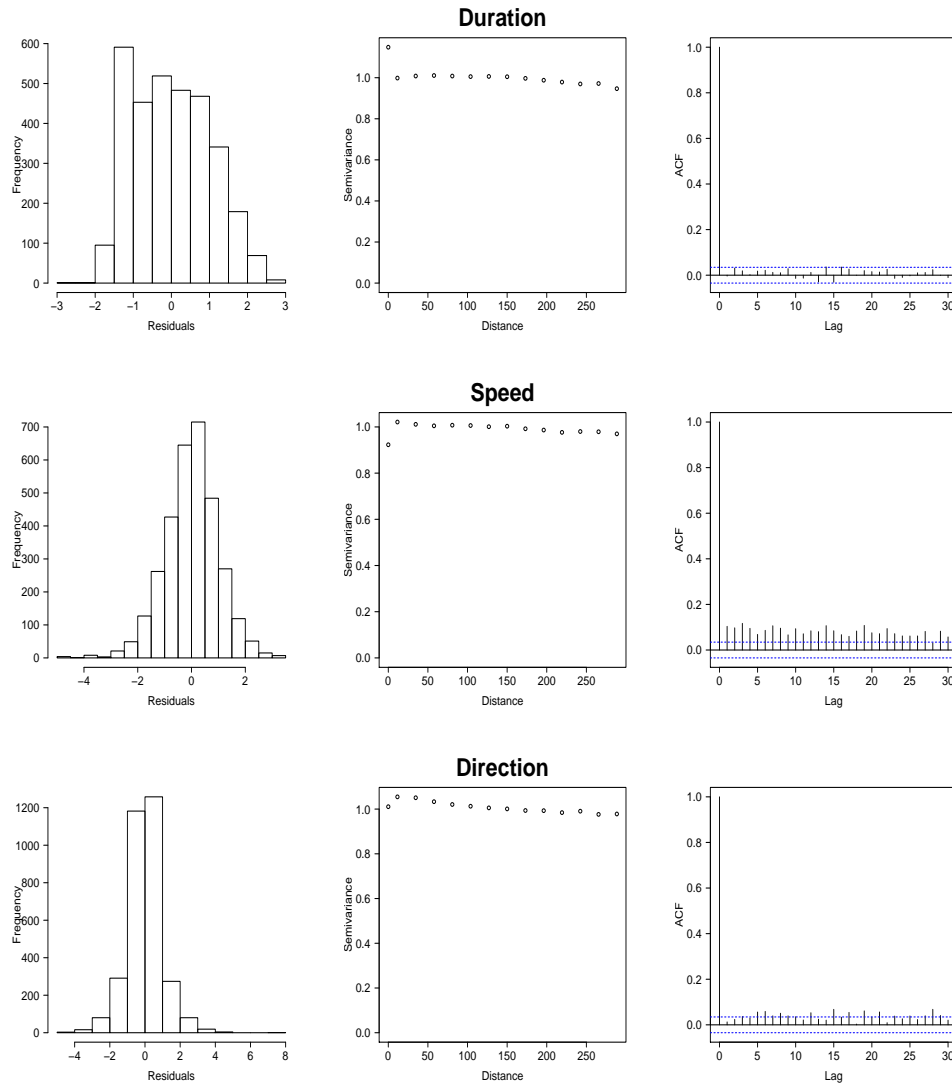 Duration
Frequency
600
500
400
300
200
100
0
−3 −2 −1 0 1 2 3
Residuals
Semivariance
1.0
0.8
0.6
0.4
0.2
0.0
0 50 100 150 200 250
Distance
ACF
1.0
0.8
0.6
0.4
0.2
0.0
0 5 10 15 20 25 30
Lag
Speed
Frequency
700
600
500
400
300
200
100
0
−4 −2 0 2
Residuals
Semivariance
1.0
0.8
0.6
0.4
0.2
0.0
0 50 100 150 200 250
Distance
ACF
1.0
0.8
0.6
0.4
0.2
0.0
0 5 10 15 20 25 30
Lag
Direction
Frequency
1200
1000
800
600
400
200
0
−4 −2 0 2 4 6 8
Residuals
Semivariance
1.0
0.8
0.6
0.4
0.2
0.0
0 50 100 150 200 250
Distance
ACF
1.0
0.8
0.6
0.4
0.2
0.0
0 5 10 15 20 25 30
Lag